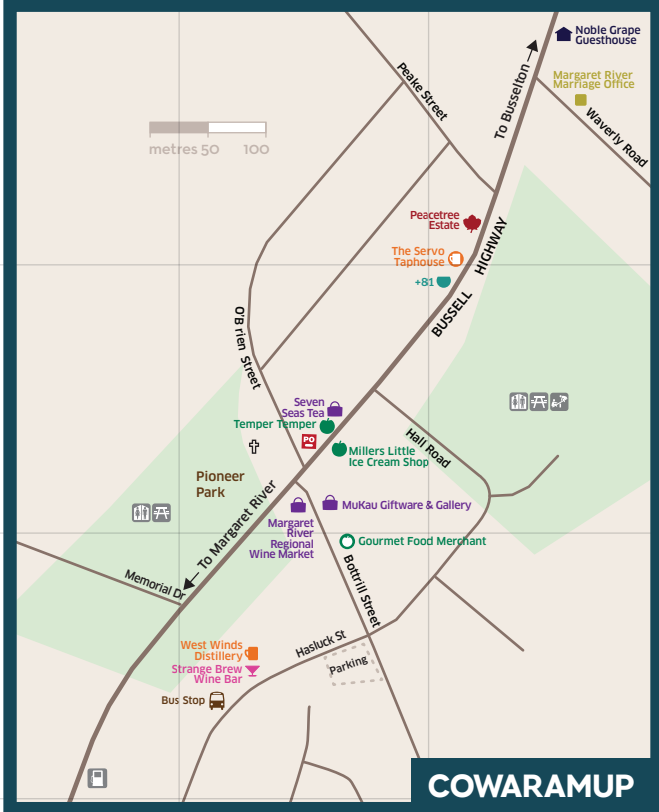 Noble Grape
Guesthouse
Peake Street
To Busselton
Margaret River
Marriage Office
Waverly Road
metres 50 100
Peacetree
Estate
HIGHWAY
The Servo
Taphouse
+81
BUSSELL
O'B rien Street
Seven
Seas Tea
Temper Temper
PO
Hall Road
Millers Little
Ice Cream Shop
Pioneer
Park
To Margaret River
MuKau Giftware & Gallery
Margaret
River
Regional
Wine Market
Gourmet Food Merchant
Bottrill Street
Memorial Dr
Hasluck St
West Winds
Distillery
Parking
Strange Brew
Wine Bar
Bus Stop
COWARAMUP